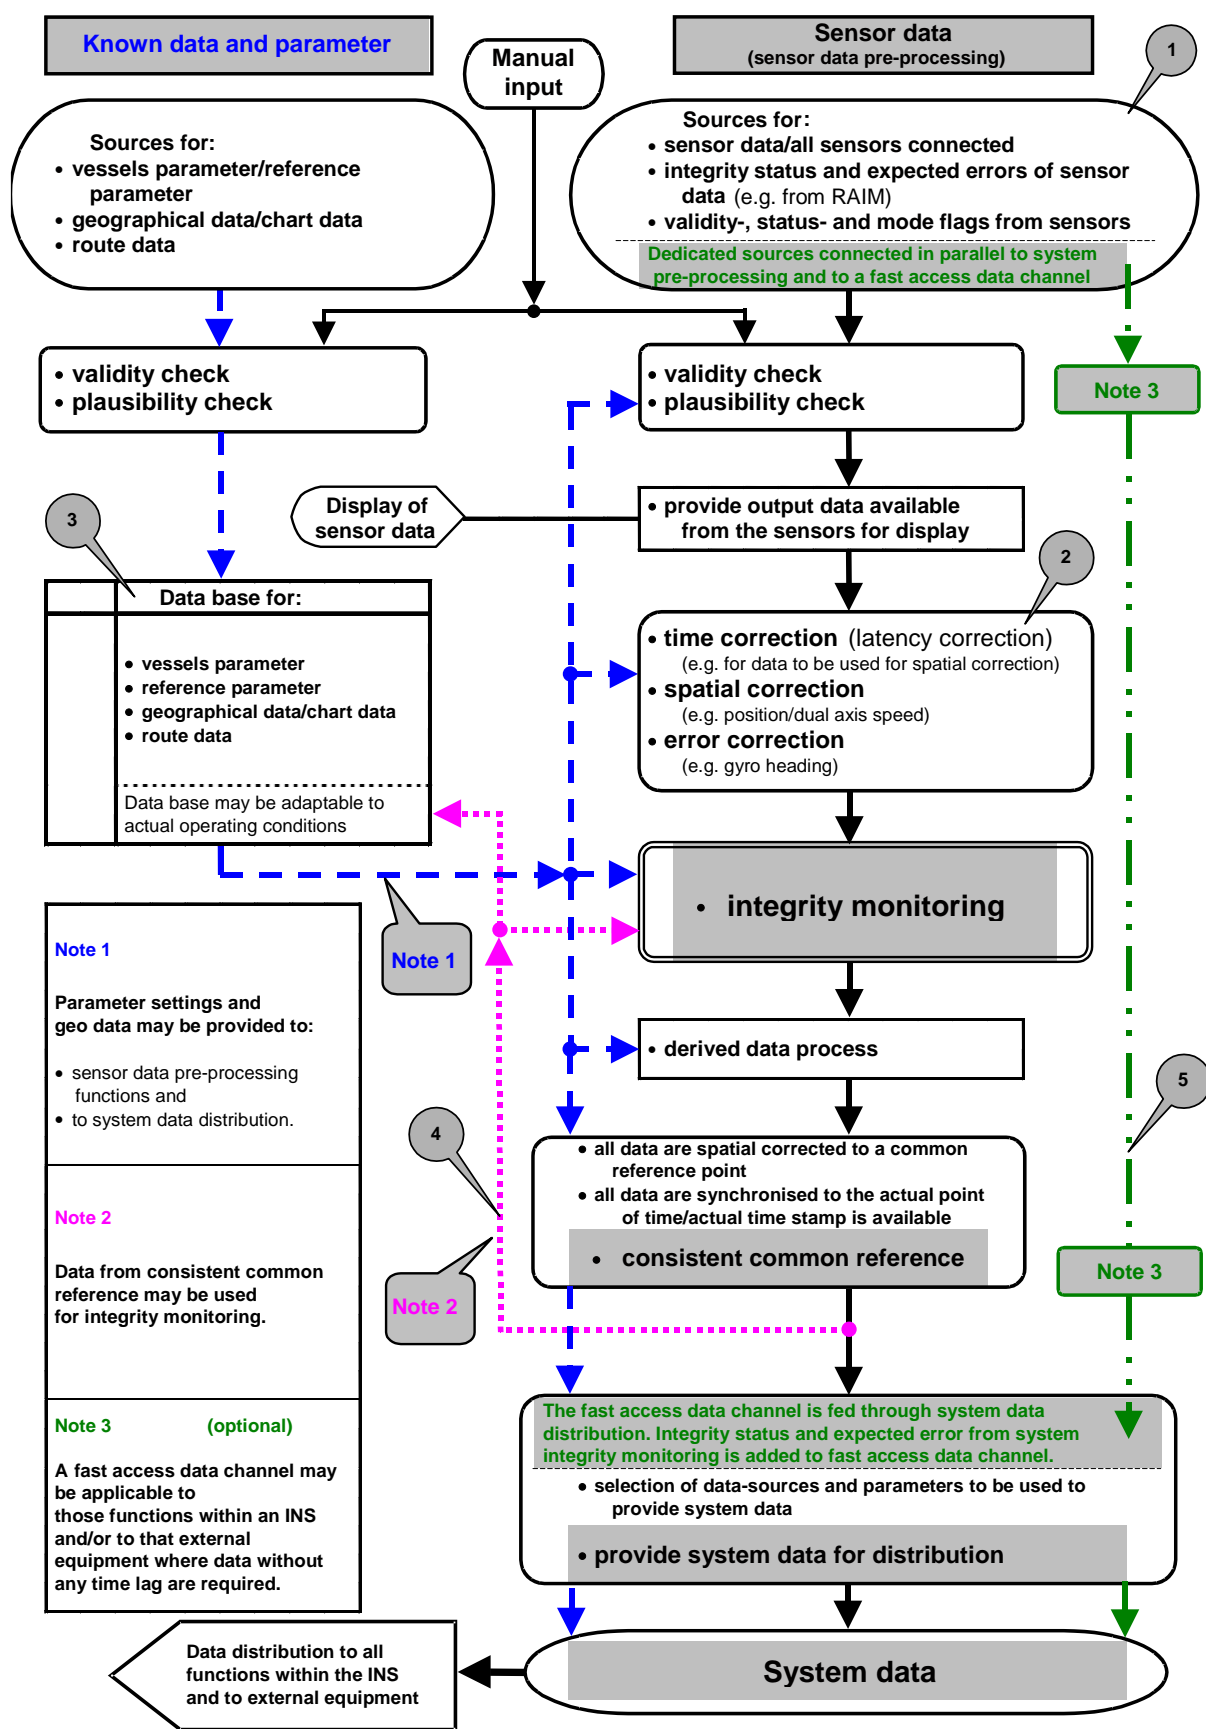 Known data and parameter
Manual
input
Sensor data
(sensor data pre-processing)
1
Sources for:
• vessels parameter/reference
parameter
• geographical data/chart data
• route data
Sources for:
• sensor data/all sensors connected
• integrity status and expected errors of sensor
data (e.g. from RAIM)
• validity-, status- and mode flags from sensors
Dedicated sources connected in parallel to system
pre-processing and to a fast access data channel
• validity check
• plausibility check
• validity check
• plausibility check
Note 3
3
Display of
sensor data
• provide output data available
from the sensors for display
2
Data base for:
• vessels parameter
• reference parameter
• geographical data/chart data
• route data
Data base may be adaptable to
actual operating conditions
• time correction (latency correction)
(e.g. for data to be used for spatial correction)
• spatial correction
(e.g. position/dual axis speed)
• error correction
(e.g. gyro heading)
• integrity monitoring
Note 1
Note 1
Parameter settings and
geo data may be provided to:
• sensor data pre-processing
functions and
• to system data distribution.
• derived data process
5
4
• all data are spatial corrected to a common
reference point
• all data are synchronised to the actual point
of time/actual time stamp is available
• consistent common reference
Note 2
Data from consistent common
reference may be used
for integrity monitoring.
Note 2
Note 3
Note 3 (optional)
A fast access data channel may
be applicable to
those functions within an INS
and/or to that external
equipment where data without
any time lag are required.
The fast access data channel is fed through system data
distribution. Integrity status and expected error from system
integrity monitoring is added to fast access data channel.
• selection of data-sources and parameters to be used to
provide system data
• provide system data for distribution
Data distribution to all
functions within the INS
and to external equipment
System data